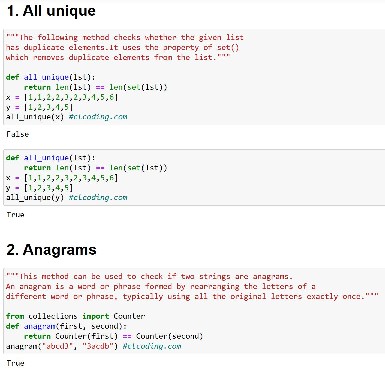 1. All unique
"""The following method checks whether the given list
has duplicate elements.It uses the property of set()
which removes duplicate elements from the list."""
def all_unique(lst):
return len(lst) == len(set(lst))
x = [1,1,2,2,3,2,3,4,5,6]
y = [1,2,3,4,5]
all_unique(x) #clcoding.com
False
def all_unique(lst):
return len(lst) == len(set(lst))
x = [1,1,2,2,3,2,3,4,5,6]
y = [1,2,3,4,5]
all_unique(y) #clcoding.com
True
2. Anagrams
"""This method can be used to check if two strings are anagrams.
An anagram is a word or phrase formed by rearranging the letters of a
different word or phrase, typically using all the original letters exactly once."""
from collections import Counter
def anagram(first, second):
return Counter(first) == Counter(second)
anagram("abcd3", "3acdb") #clcoding.com
True